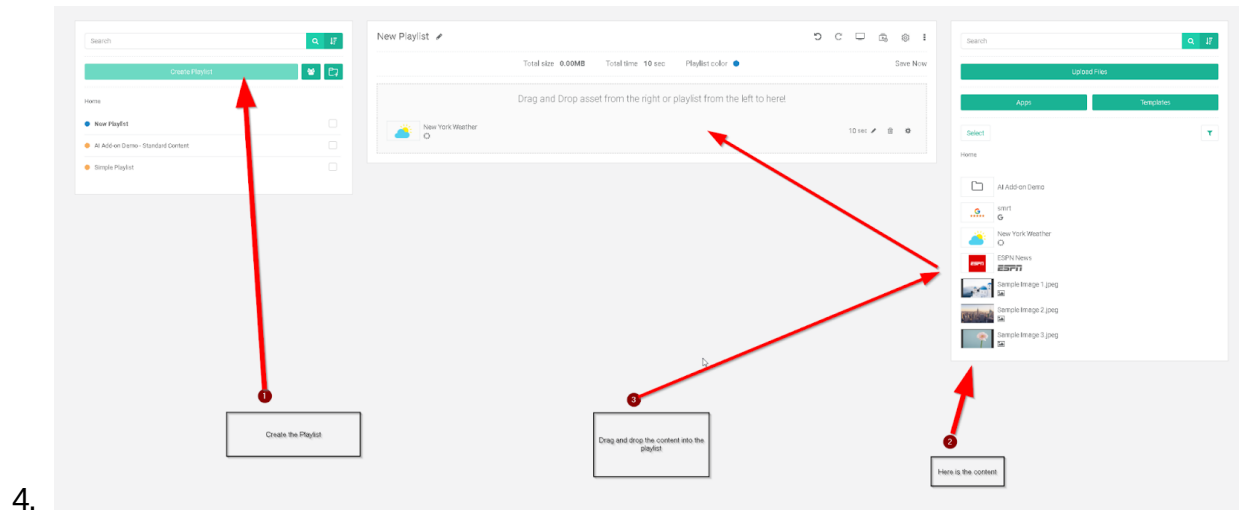 Search
Create Playlist
Home
New Playlist
AI Add-on Demo - Standard Content
Simple Playlist
New Playlist
Total size 0.00MB Total time 10 sec Playlist color Save Now
Drag and Drop asset from the right or playlist from the left to here!
New York Weather
10 sec
Search
Upload Files
Apps Templates
Select
Home
AI Add-on Demo
smrt
G
New York Weather
ESPN
ESPN News
ESPN
Sample Image 1.jpeg
Sample Image 2.jpeg
Sample Image 3.jpeg
1
Create the Playlist
3
Drag and drop the content into the
playlist
2
Here is the content
4.